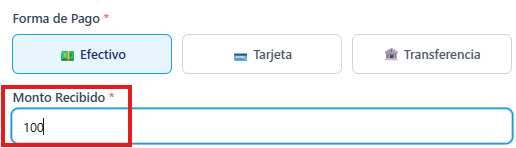 Forma de Pago *
Efectivo Tarjeta Transferencia
Monto Recibido *
100